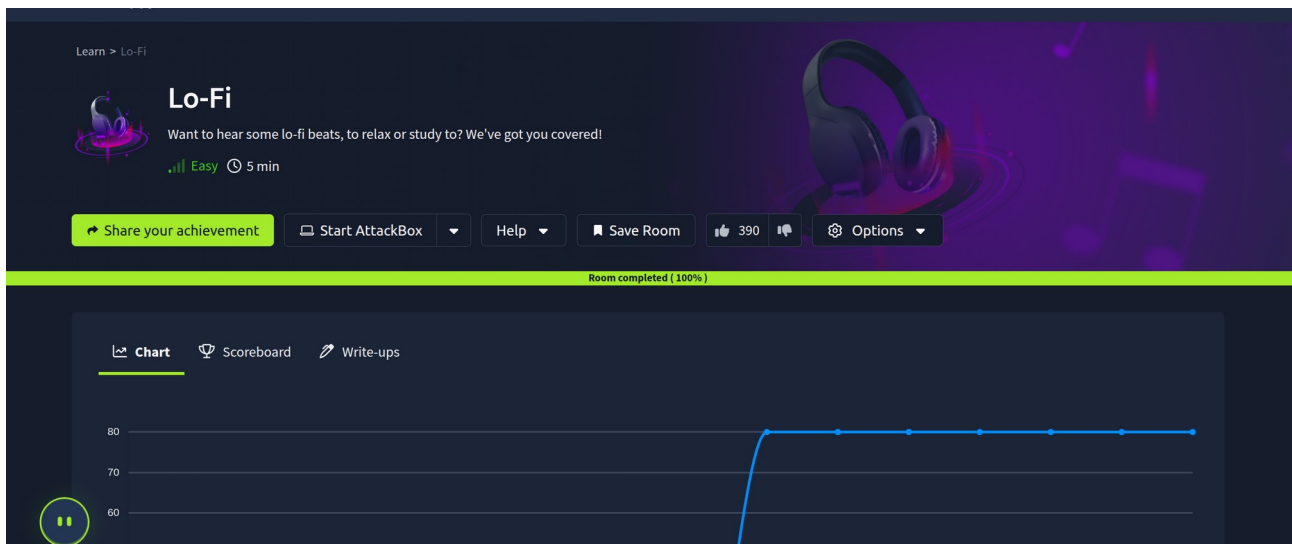 Learn > Lo-Fi
Lo-Fi
Want to hear some lo-fi beats, to relax or study to? We've got you covered!
Easy 5 min
Share your achievement Start AttackBox Help Save Room 390 Options
Room completed ( 100% )
Chart Scoreboard Write-ups
80
70
60